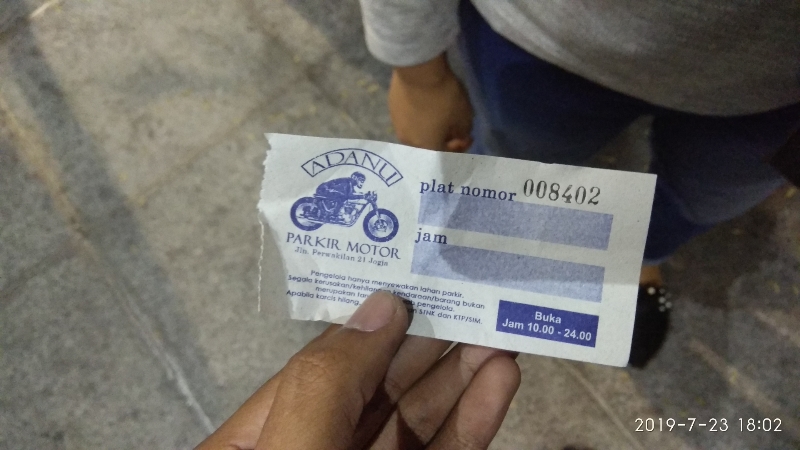 ADANU
PARKIR MOTOR
Jln. Perwakilan 21 Jogja
plat nomor 008402
jam
Pengelola hanya menyewakan lahan parkir.
Segala kerusakan/kehilangan kendaraan/barang bukan
merupakan pengelola.
Apabila karcis hilang, STNK dan KTP/SIM.
Buka
Jam 10.00 - 24.00
2019-7-23 18:02